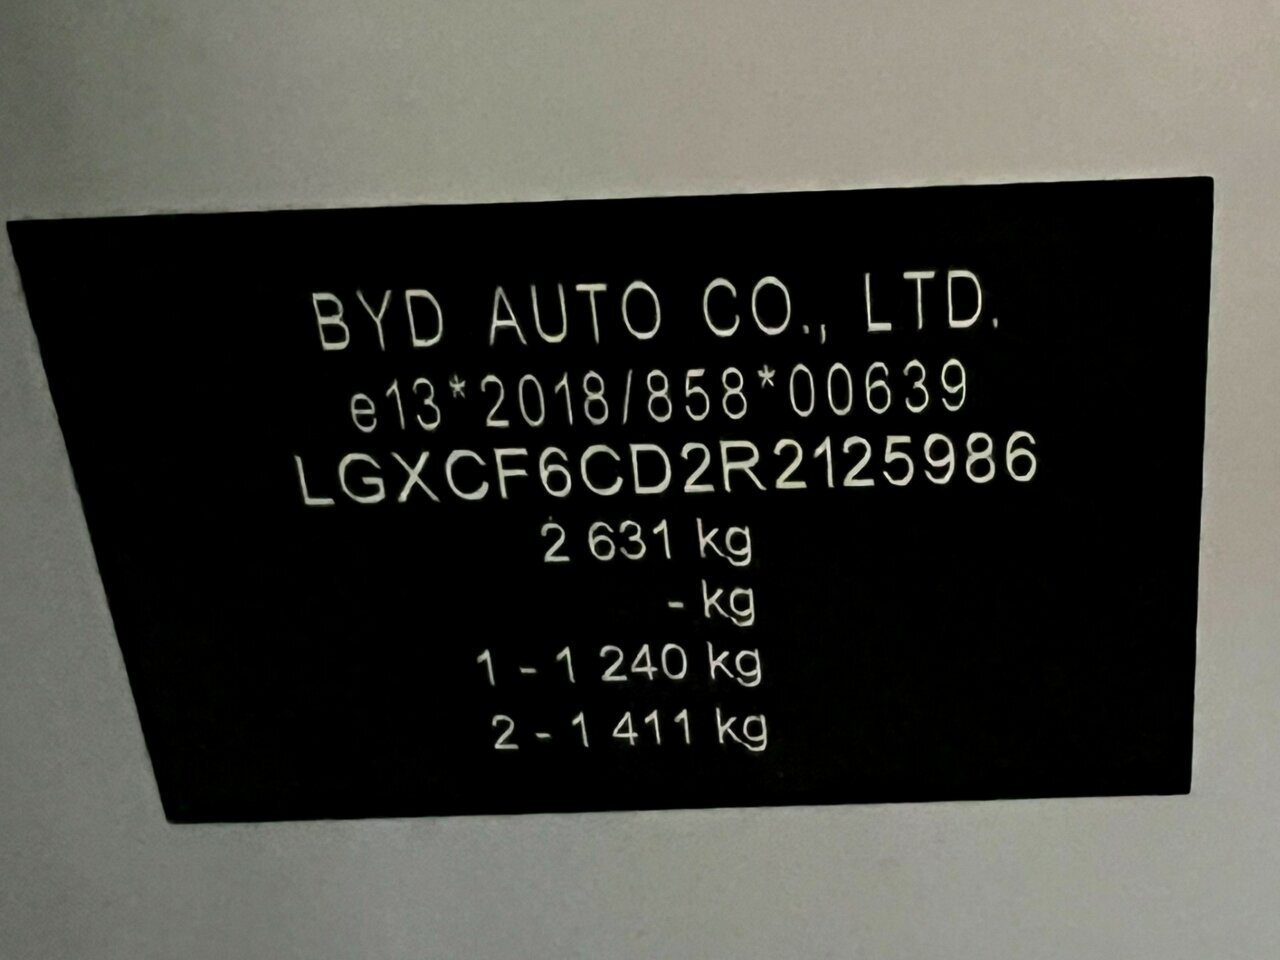 BYD AUTO CO., LTD.
e13*2018/858*00639
LGXCF6CD2R2125986
2 631 kg
- kg
1 - 1 240 kg
2 - 1 411 kg